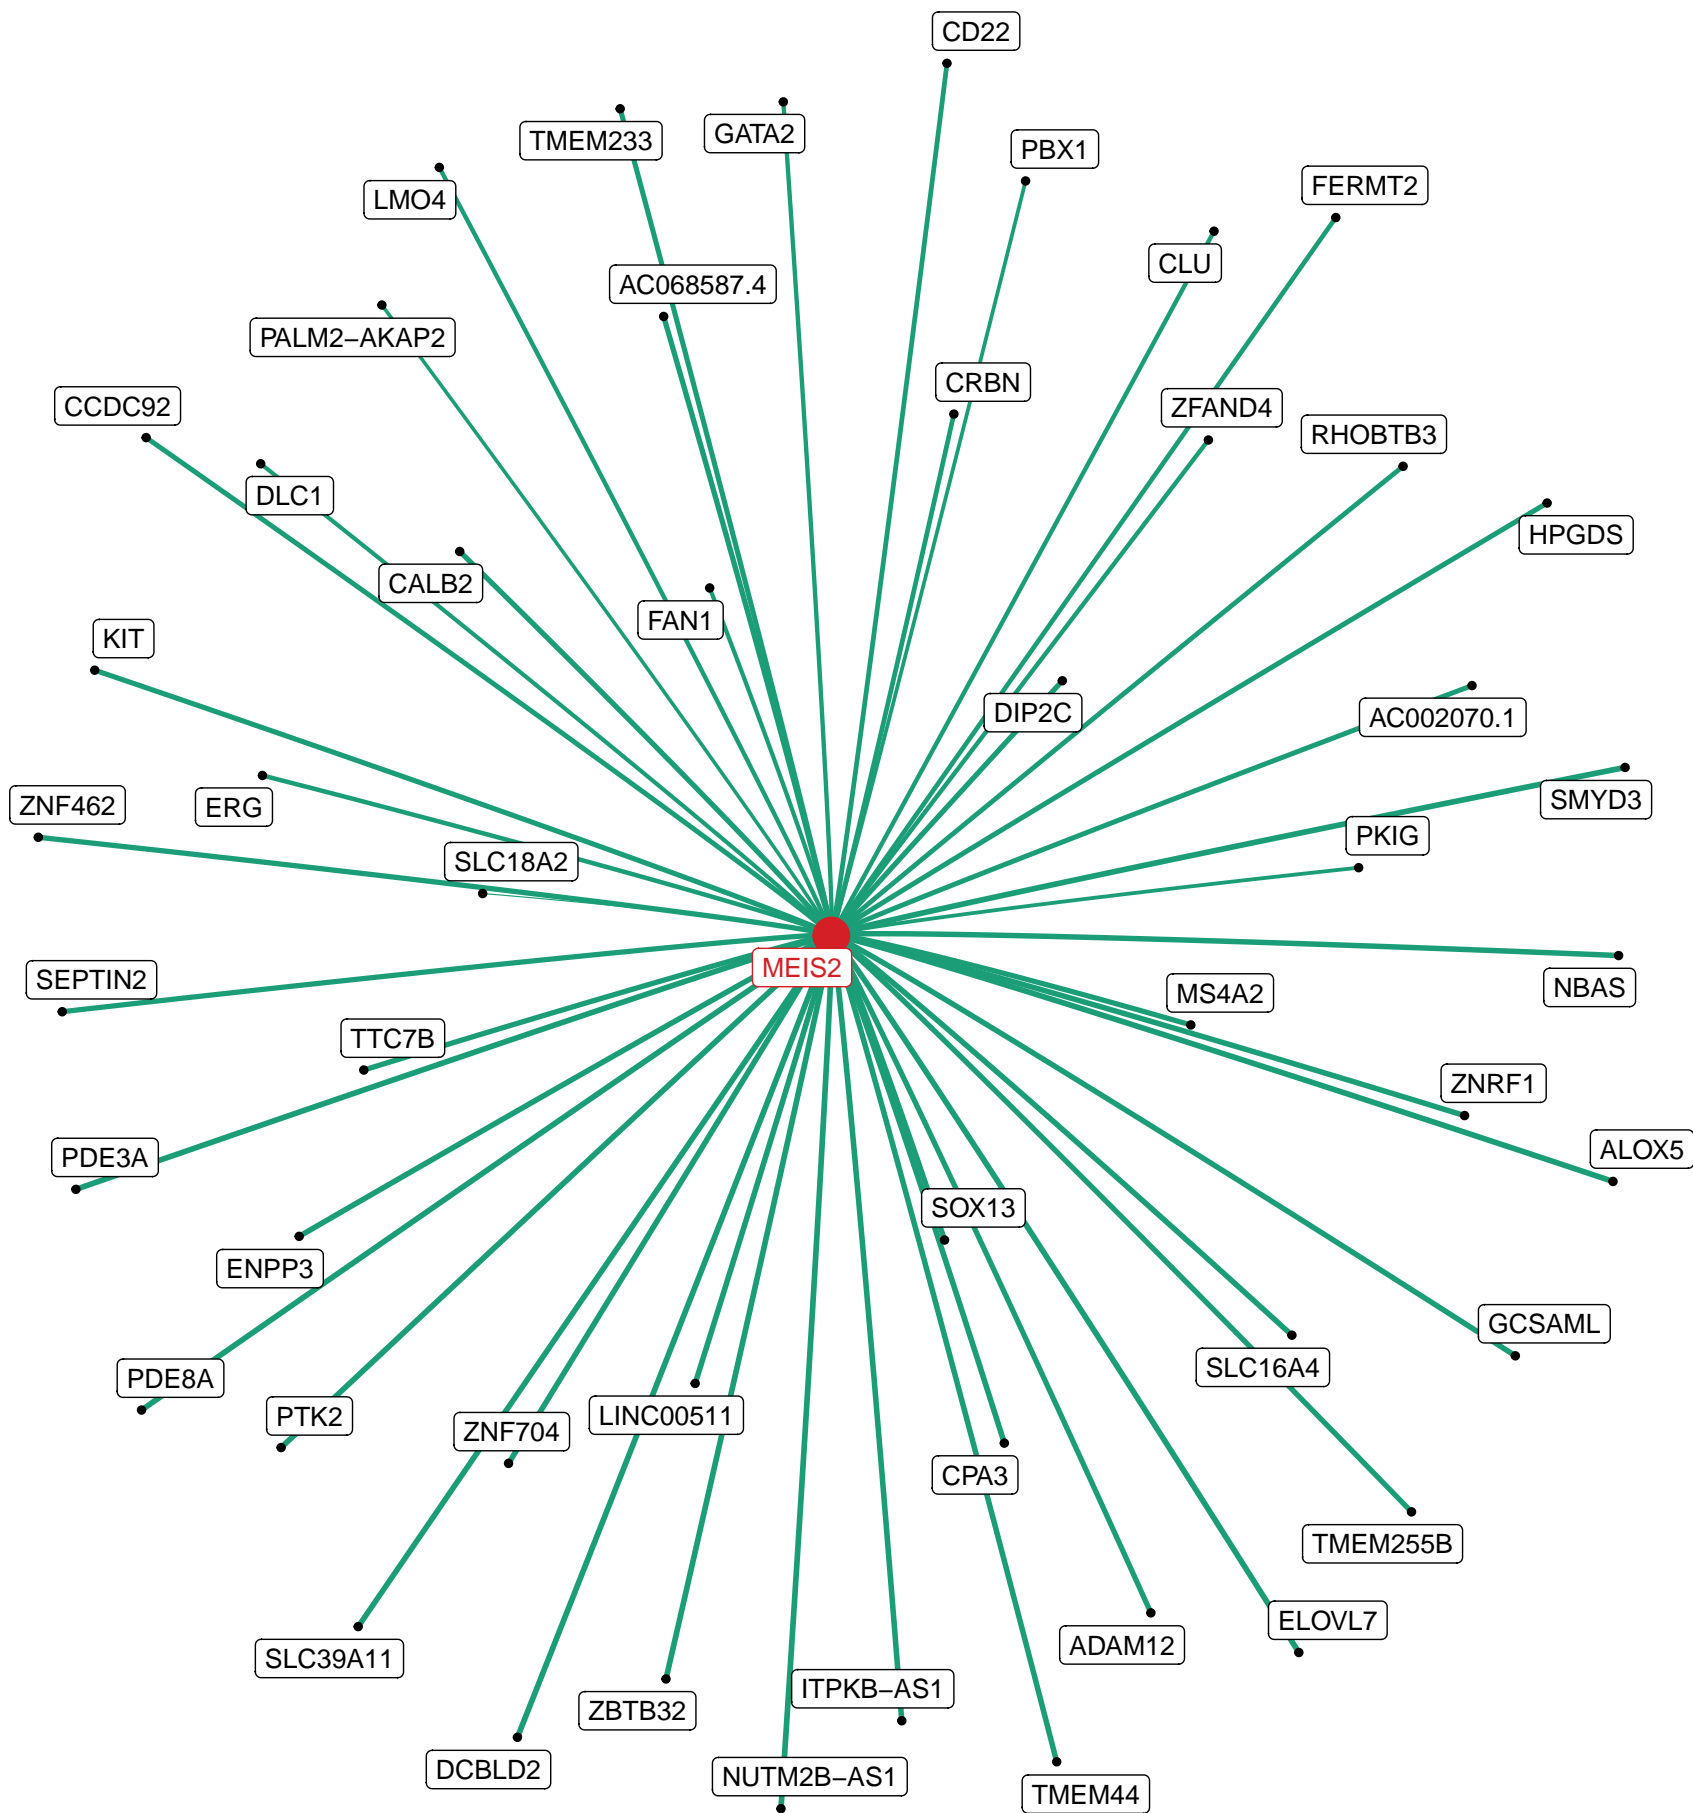 CD22
TMEM233
GATA2
PBX1
LMO4
FERMT2
CLU
AC068587.4
PALM2−AKAP2
CRBN
CCDC92
ZFAND4
RHOBTB3
DLC1
HPGDS
CALB2
FAN1
KIT
DIP2C
AC002070.1
ZNF462
ERG
SMYD3
PKIG
SLC18A2
MEIS2
SEPTIN2
MS4A2
NBAS
TTC7B
ZNRF1
PDE3A
ALOX5
SOX13
ENPP3
GCSAML
SLC16A4
PDE8A
PTK2
LINC00511
ZNF704
CPA3
TMEM255B
ELOVL7
ADAM12
SLC39A11
ITPKB−AS1
ZBTB32
DCBLD2
NUTM2B−AS1
TMEM44